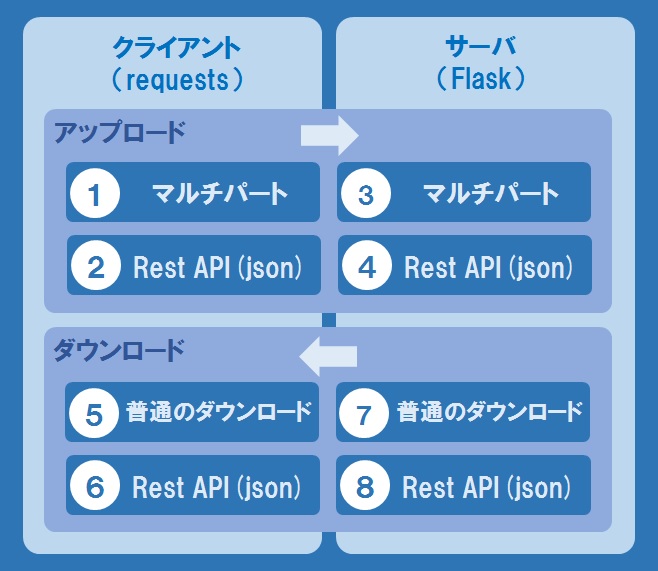 クライアント
（requests）
サーバ
（Flask）
アップロード
1 マルチパート
3 マルチパート
2 Rest API（json）
4 Rest API（json）
ダウンロード
5 普通のダウンロード
7 普通のダウンロード
6 Rest API（json）
8 Rest API（json）